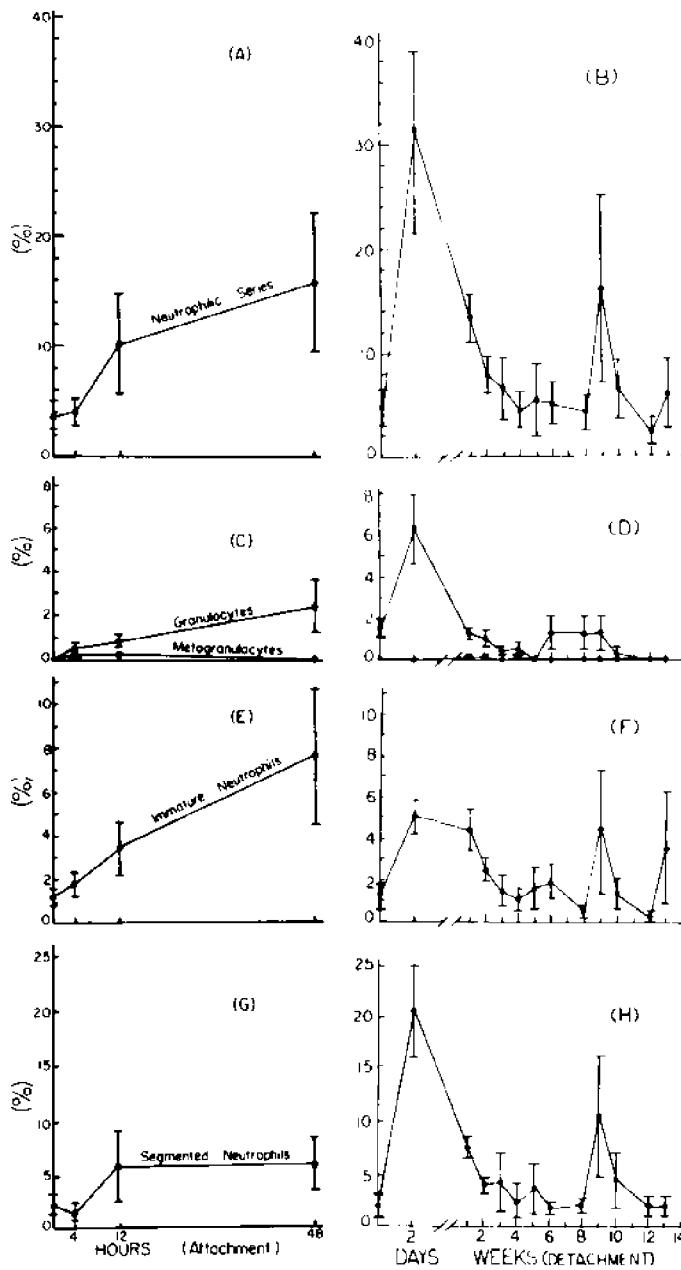 (A)
(B)
40
30
20
10
0
(%)
Neutrophilic Series
40
30
20
10
0
(C)
(D)
8
6
4
2
0
(%)
Granulocytes
Metogranulocytes
8
6
4
2
0
(E)
(F)
10
8
6
4
2
0
(%)
Immature Neutrophils
10
8
6
4
2
0
(G)
(H)
25
20
15
10
5
0
(%)
Segmented Neutrophils
25
20
15
10
5
0
4 12 48
HOURS (Attachment)
2 2 4 6 8 10 12
DAYS WEEKS (DETACHMENT)